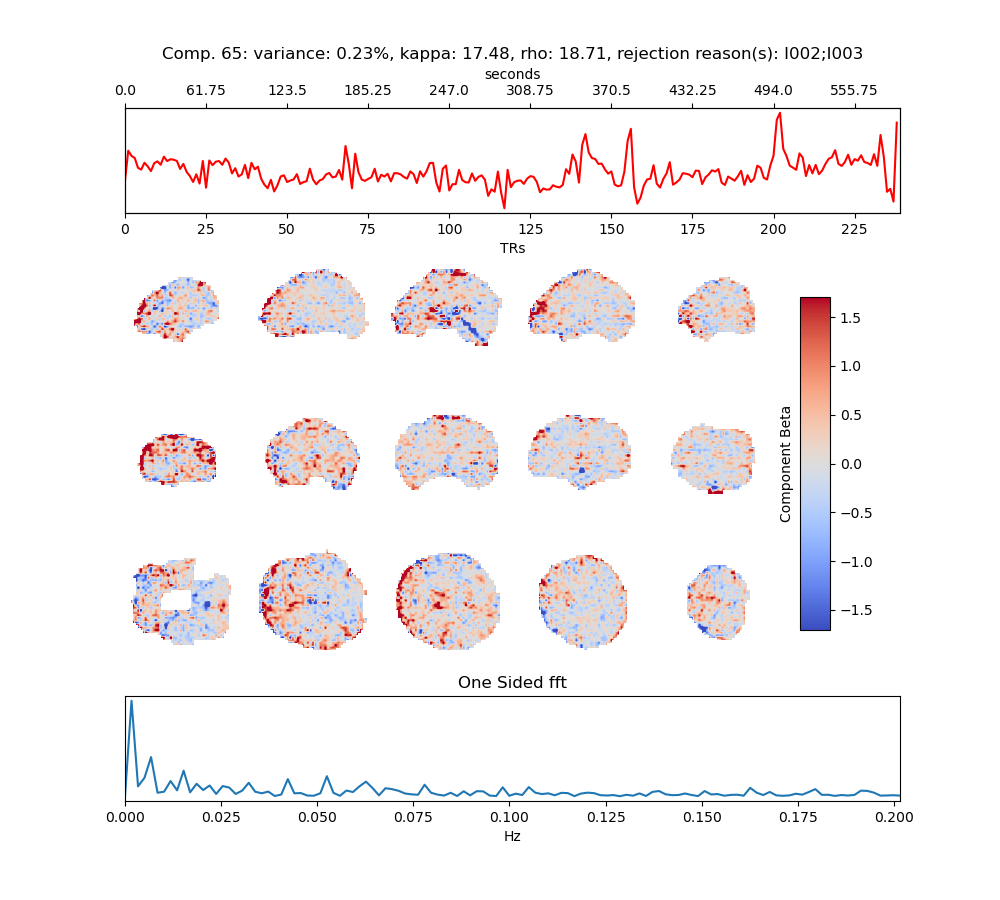 Comp. 65: variance: 0.23%, kappa: 17.48, rho: 18.71, rejection reason(s): I002;I003
seconds
0.0 61.75 123.5 185.25 247.0 308.75 370.5 432.25 494.0 555.75
0 25 50 75 100 125 150 175 200 225
TRs
1.5
1.0
0.5
0.0
−0.5
−1.0
−1.5
Component Beta
One Sided fft
0.000 0.025 0.050 0.075 0.100 0.125 0.150 0.175 0.200
Hz